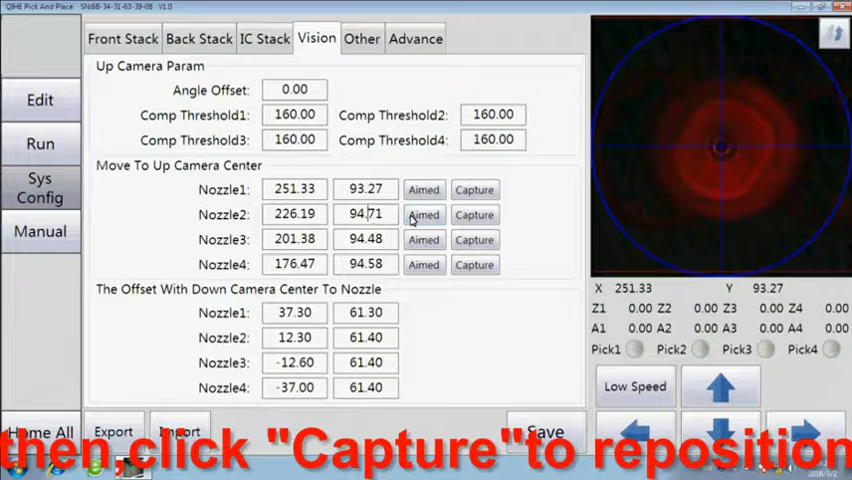 QIHE Pick And Place SN:6B-34-31-63-39-08 V1.0
Front Stack Back Stack IC Stack Vision Other Advance
Up Camera Param
Angle Offset: 0.00
Comp Threshold1: 160.00 Comp Threshold2: 160.00
Comp Threshold3: 160.00 Comp Threshold4: 160.00
Move To Up Camera Center
Nozzle1: 251.33 93.27 Aimed Capture
Nozzle2: 226.19 94.71 Aimed Capture
Nozzle3: 201.38 94.48 Aimed Capture
Nozzle4: 176.47 94.58 Aimed Capture
The Offset With Down Camera Center To Nozzle
Nozzle1: 37.30 61.30
Nozzle2: 12.30 61.40
Nozzle3: -12.60 61.40
Nozzle4: -37.00 61.40
Edit
Run
Sys
Config
Manual
Home All Export Import Save
X 251.33 Y 93.27
Z1 0.00 Z2 0.00 Z3 0.00 Z4 0.00
A1 0.00 A2 0.00 A3 0.00 A4 0.00
Pick1 Pick2 Pick3 Pick4
Low Speed
then,click "Capture"to reposition
2016/3/2